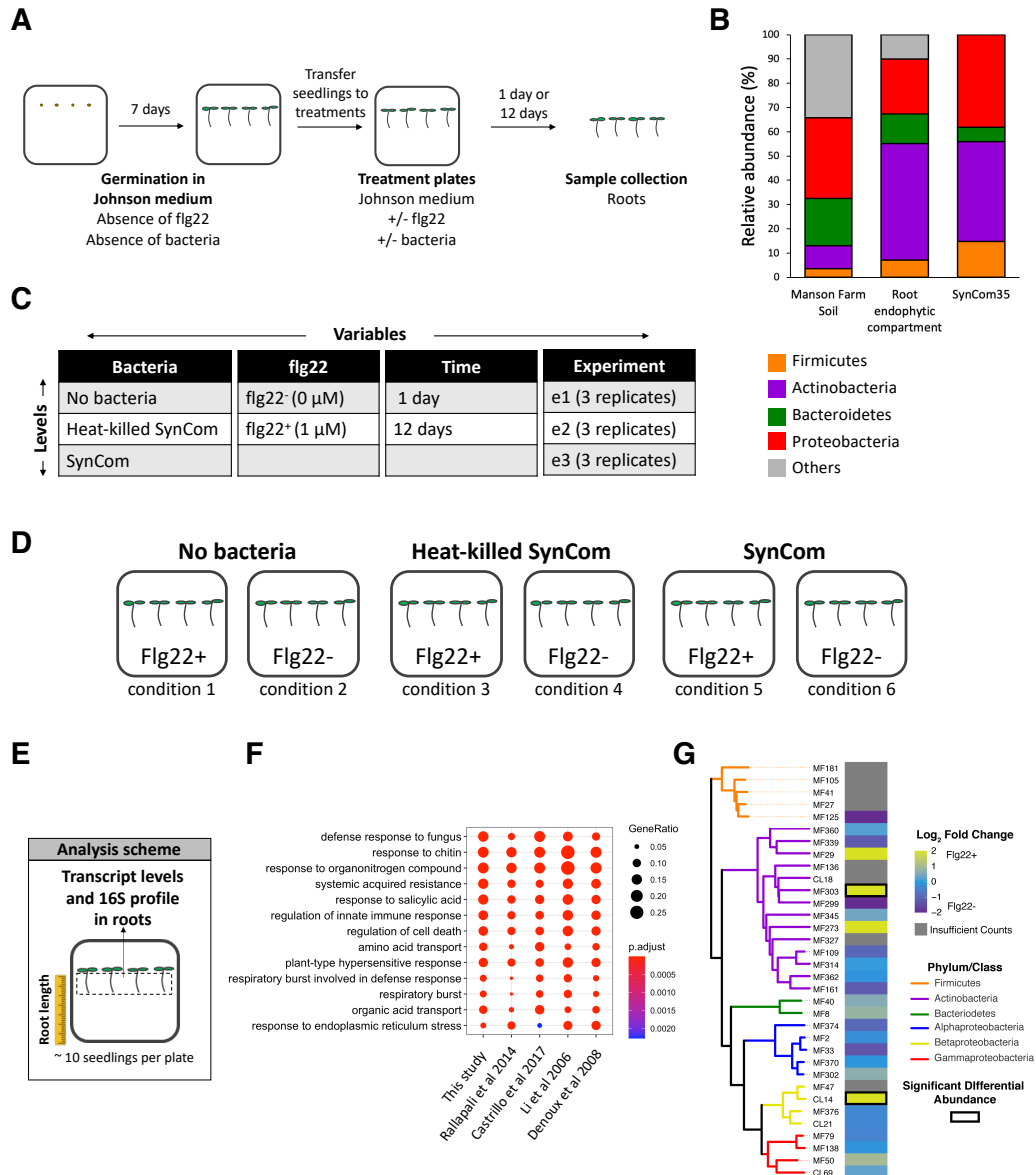 A
7 days
Transfer
seedlings to
treatments
1 day or
12 days
Germination in
Johnson medium
Absence of flg22
Absence of bacteria
Treatment plates
Johnson medium
+/- flg22
+/- bacteria
Sample collection
Roots
B
Relative abundance (%)
100
90
80
70
60
50
40
30
20
10
0
Manson Farm
Soil
Root
endophytic
compartment
SynCom35
Firmicutes
Actinobacteria
Bacteroidetes
Proteobacteria
Others
C
Variables
Levels
Bacteria flg22 Time Experiment
No bacteria flg22⁻ (0 μM) 1 day e1 (3 replicates)
Heat-killed SynCom flg22⁺ (1 μM) 12 days e2 (3 replicates)
SynCom e3 (3 replicates)
D
No bacteria Heat-killed SynCom SynCom
Flg22+ Flg22- Flg22+ Flg22- Flg22+ Flg22-
condition 1 condition 2 condition 3 condition 4 condition 5 condition 6
E
Analysis scheme
Transcript levels
and 16S profile
in roots
Root length
~ 10 seedlings per plate
F
defense response to fungus
response to chitin
response to organonitrogen compound
systemic acquired resistance
response to salicylic acid
regulation of innate immune response
regulation of cell death
amino acid transport
plant-type hypersensitive response
respiratory burst involved in defense response
respiratory burst
organic acid transport
response to endoplasmic reticulum stress
This study
Rallapali et al 2014
Castrillo et al 2017
Li et al 2006
Denoux et al 2008
GeneRatio
0.05
0.10
0.15
0.20
0.25
p.adjust
0.0005
0.0010
0.0015
0.0020
G
MF181
MF105
MF41
MF27
MF125
MF360
MF339
MF29
MF136
CL18
MF303
MF299
MF345
MF273
MF327
MF109
MF314
MF362
MF161
MF40
MF8
MF374
MF2
MF33
MF370
MF302
MF47
CL14
MF376
CL21
MF79
MF138
MF50
CL69
Log₂ Fold Change
2 Flg22+
1
0
-1
-2 Flg22-
Insufficient Counts
Phylum/Class
Firmicutes
Actinobacteria
Bacteriodetes
Alphaproteobacteria
Betaproteobacteria
Gammaproteobacteria
Significant DIfferential
Abundance